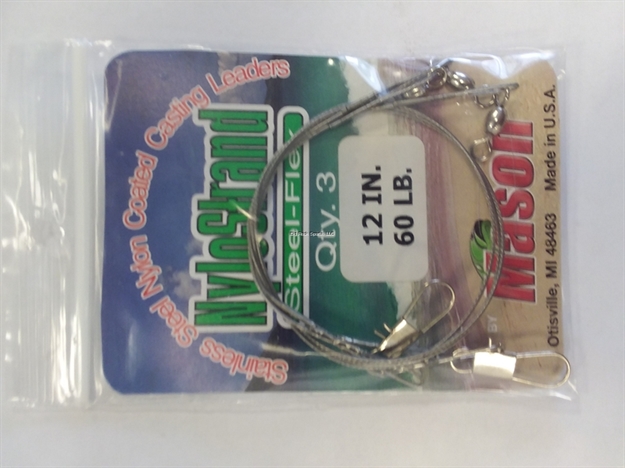 Stainless Steel Nylon Coated Casting Leaders
NyloStrand
Steel-Flex
Qty. 3
12 IN.
60 LB.
BY
Mason
Otisville, MI 48463 Made in U.S.A.